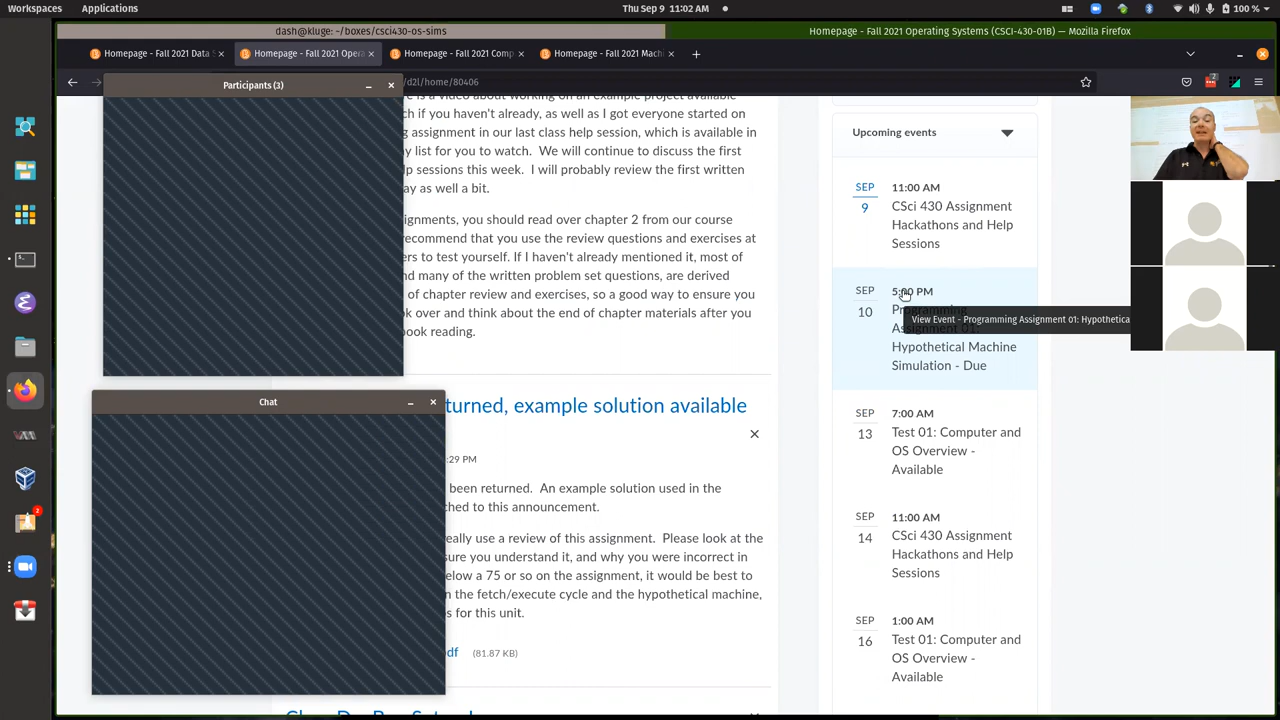 Workspaces
Applications
Thu Sep 9 11:02 AM
100 %
dash@kluge: ~/boxes/csci430-os-sims
Homepage - Fall 2021 Operating Systems (CSCI-430-01B) — Mozilla Firefox
Homepage - Fall 2021 Data S
Homepage - Fall 2021 Opera
Homepage - Fall 2021 Comp
Homepage - Fall 2021 Machi
/d2l/home/80406
Participants (3)
is a video about working on an example project available
ch if you haven't already, as well as I got everyone started on
assignment in our last class help session, which is available in
list for you to watch. We will continue to discuss the first
lp sessions this week. I will probably review the first written
ay as well a bit.
ignments, you should read over chapter 2 from our course
recommend that you use the review questions and exercises at
ers to test yourself. If I haven't already mentioned it, most of
nd many of the written problem set questions, are derived
of chapter review and exercises, so a good way to ensure you
ok over and think about the end of chapter materials after you
book reading.
Chat
turned, example solution available
:29 PM
been returned. An example solution used in the
ched to this announcement.
eally use a review of this assignment. Please look at the
sure you understand it, and why you were incorrect in
elow a 75 or so on the assignment, it would be best to
n the fetch/execute cycle and the hypothetical machine,
s for this unit.
df (81.87 KB)
Upcoming events
SEP
9
11:00 AM
CSci 430 Assignment
Hackathons and Help
Sessions
SEP
10
5:00 PM
Programming
Assignment 01:
Hypothetical Machine
Simulation - Due
View Event - Programming Assignment 01: Hypothetica
SEP
13
7:00 AM
Test 01: Computer and
OS Overview -
Available
SEP
14
11:00 AM
CSci 430 Assignment
Hackathons and Help
Sessions
SEP
16
1:00 AM
Test 01: Computer and
OS Overview -
Available